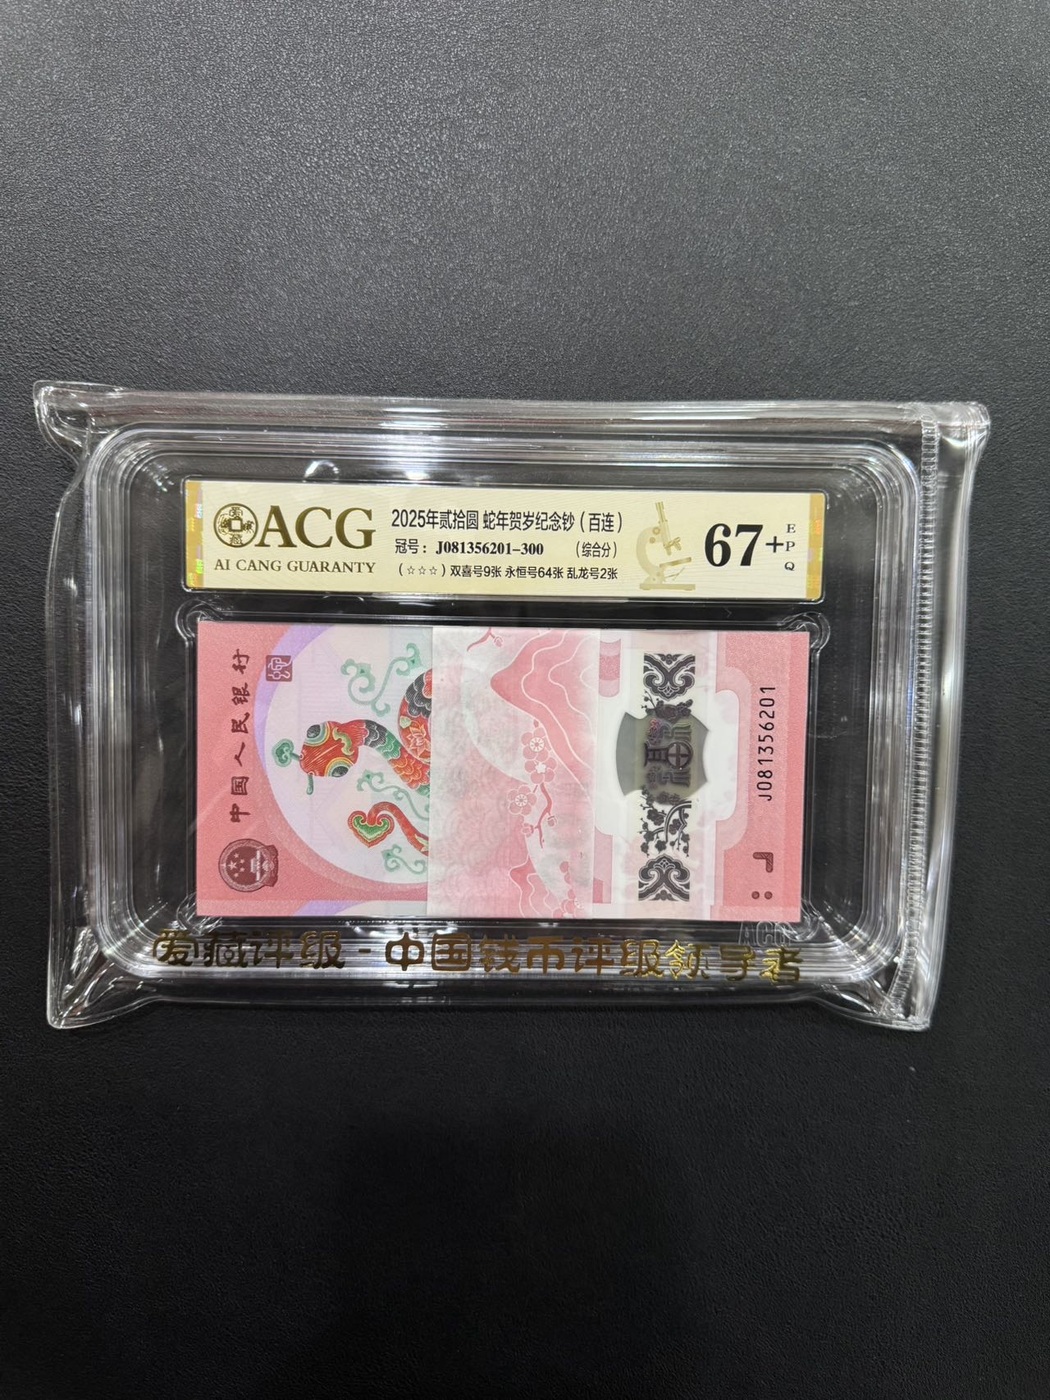 ACG
AI CANG GUARANTY
2025年贰拾圆 蛇年贺岁纪念钞（百连）
冠号：J081356201-300 （综合分）
（☆☆☆）双喜号9张 永恒号64张 乱龙号2张
67+
EPQ
中国人民银行
J081356201
ACG
爱藏评级-中国钱币评级领导者